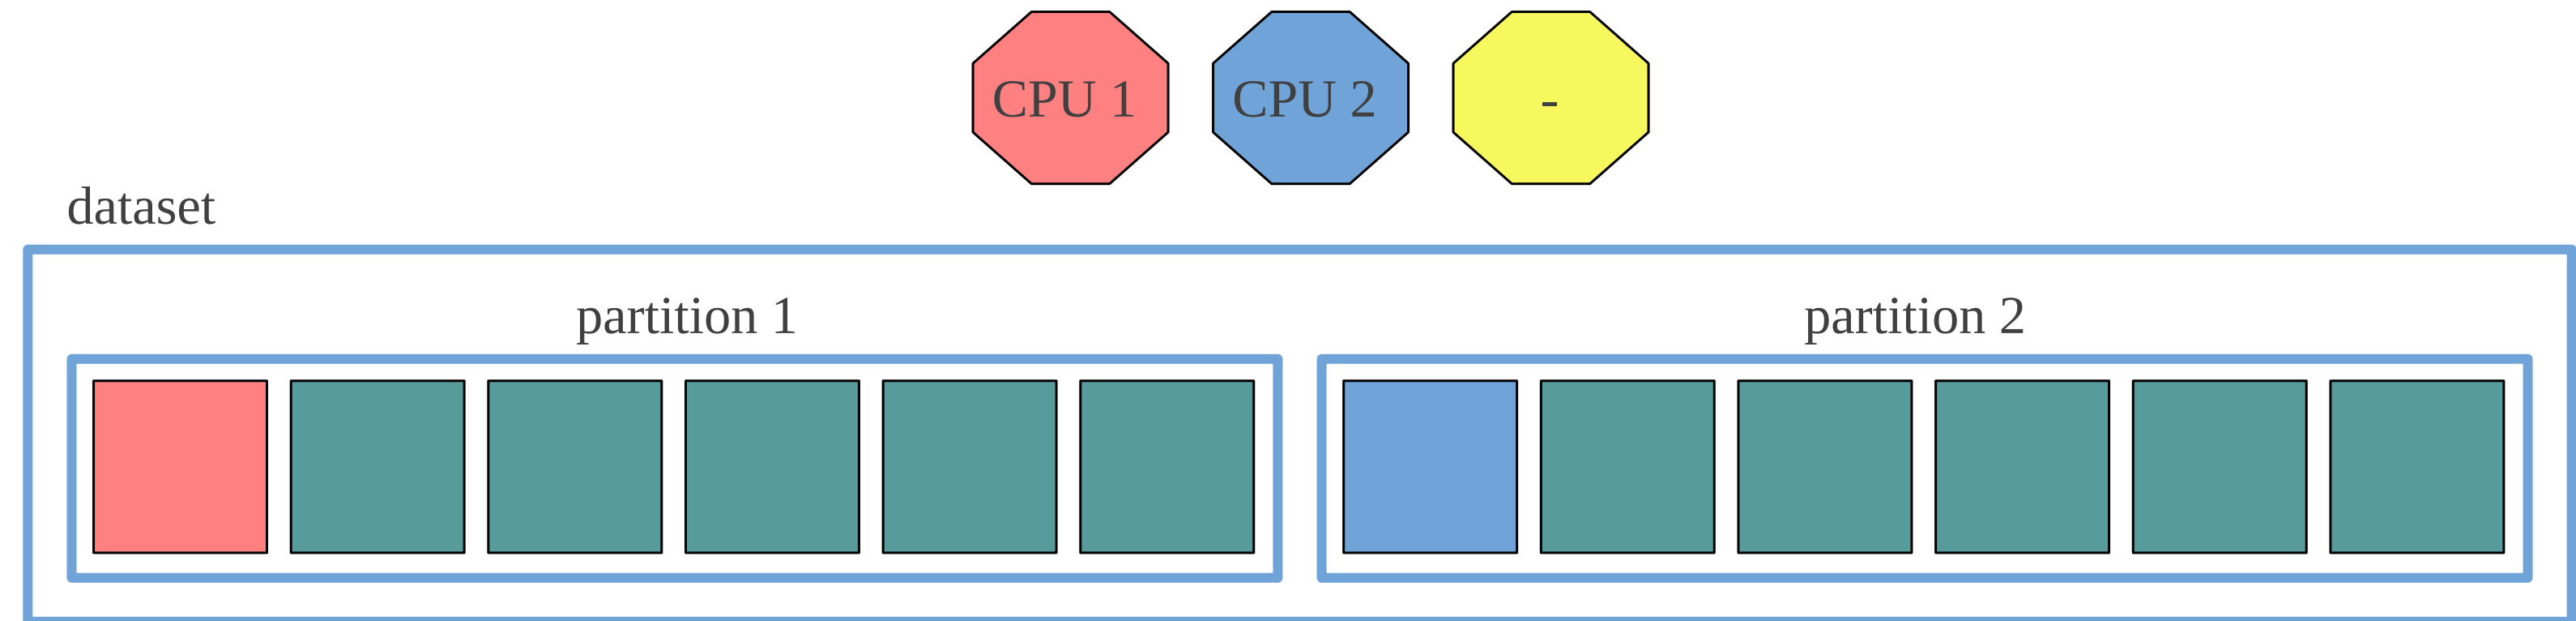 CPU 1
CPU 2
-
dataset
partition 1
partition 2